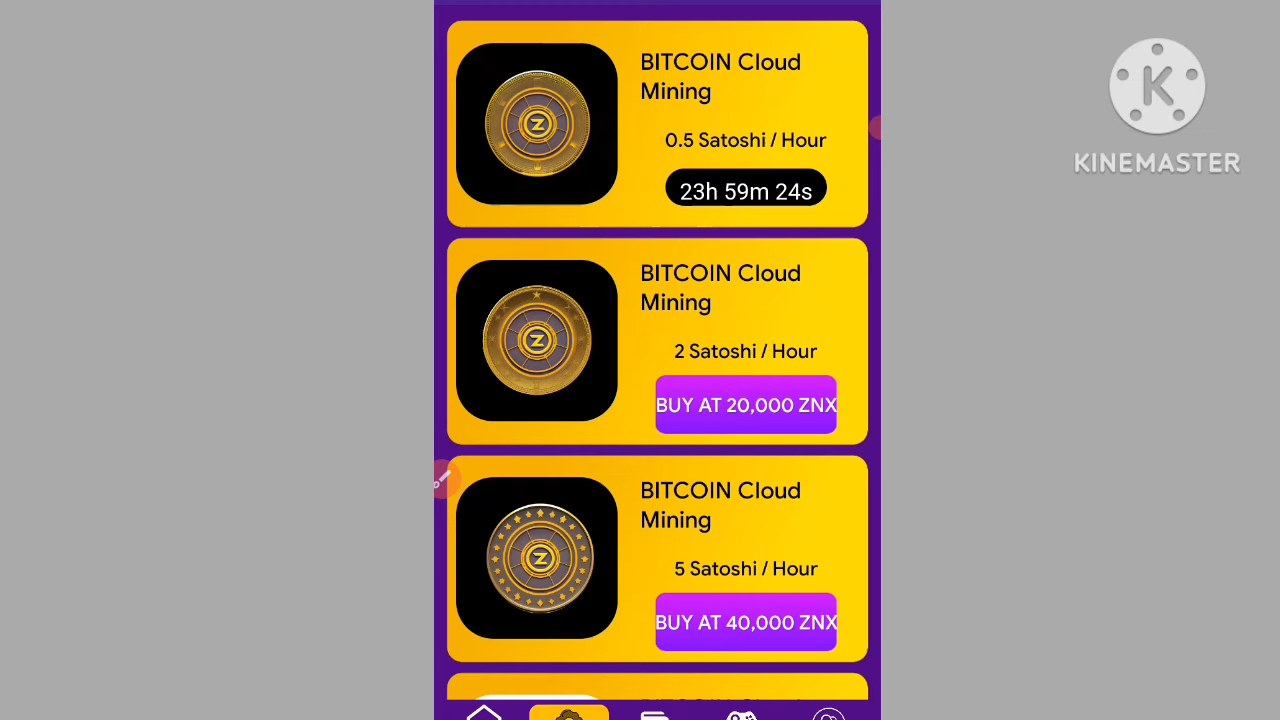 BITCOIN Cloud
Mining
0.5 Satoshi / Hour
23h 59m 24s
BITCOIN Cloud
Mining
2 Satoshi / Hour
BUY AT 20,000 ZNX
BITCOIN Cloud
Mining
5 Satoshi / Hour
BUY AT 40,000 ZNX
K
KINEMASTER
Z
Z
Z